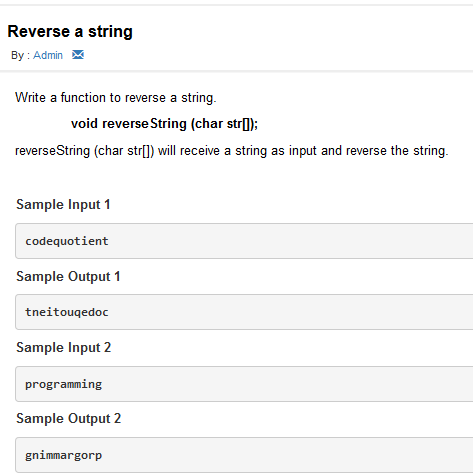 Reverse a string
By : Admin
Write a function to reverse a string.
void reverseString (char str[]);
reverseString (char str[]) will receive a string as input and reverse the string.
Sample Input 1
codequotient
Sample Output 1
tneitouqedoc
Sample Input 2
programming
Sample Output 2
gnimmargorp